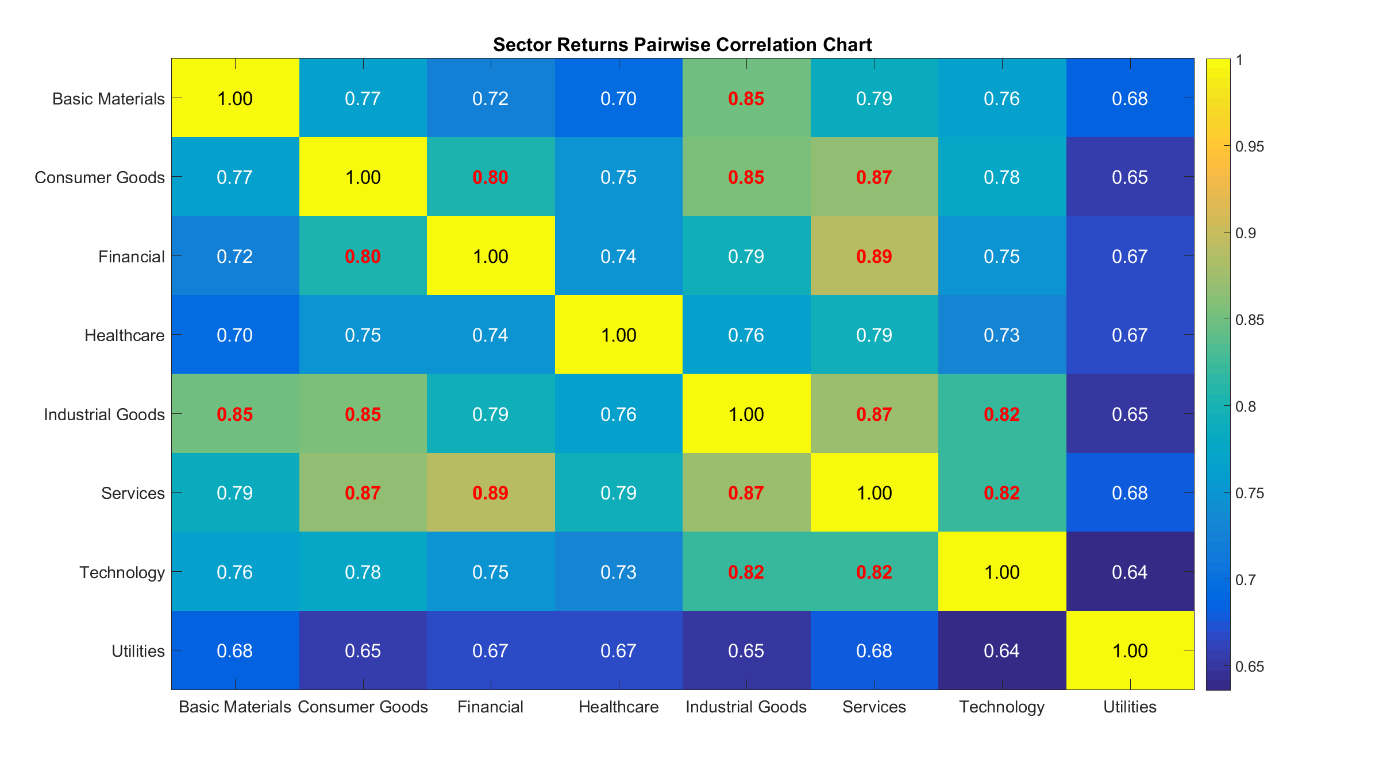 Sector Returns Pairwise Correlation Chart
Basic Materials 1.00 0.77 0.72 0.70 0.85 0.79 0.76 0.68
Consumer Goods 0.77 1.00 0.80 0.75 0.85 0.87 0.78 0.65
Financial 0.72 0.80 1.00 0.74 0.79 0.89 0.75 0.67
Healthcare 0.70 0.75 0.74 1.00 0.76 0.79 0.73 0.67
Industrial Goods 0.85 0.85 0.79 0.76 1.00 0.87 0.82 0.65
Services 0.79 0.87 0.89 0.79 0.87 1.00 0.82 0.68
Technology 0.76 0.78 0.75 0.73 0.82 0.82 1.00 0.64
Utilities 0.68 0.65 0.67 0.67 0.65 0.68 0.64 1.00
Basic Materials Consumer Goods Financial Healthcare Industrial Goods Services Technology Utilities
1
0.95
0.9
0.85
0.8
0.75
0.7
0.65